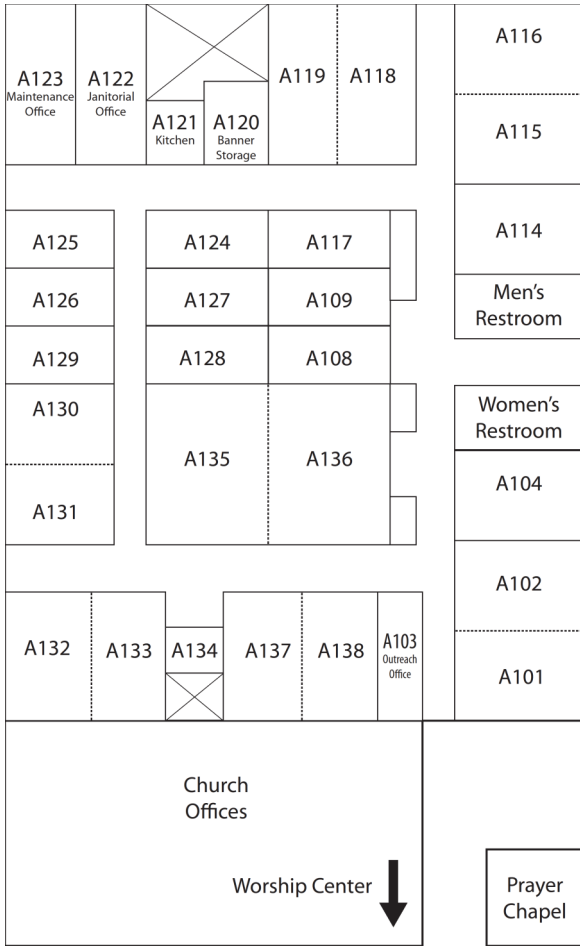 A123
Maintenance
Office
A122
Janitorial
Office
A121
Kitchen
A120
Banner
Storage
A119
A118
A116
A115
A114
Men's
Restroom
A125
A124
A117
A126
A127
A109
A129
A128
A108
A130
A131
A135
A136
Women's
Restroom
A104
A102
A101
A132
A133
A134
A137
A138
A103
Outreach
Office
Church
Offices
Worship Center
Prayer
Chapel